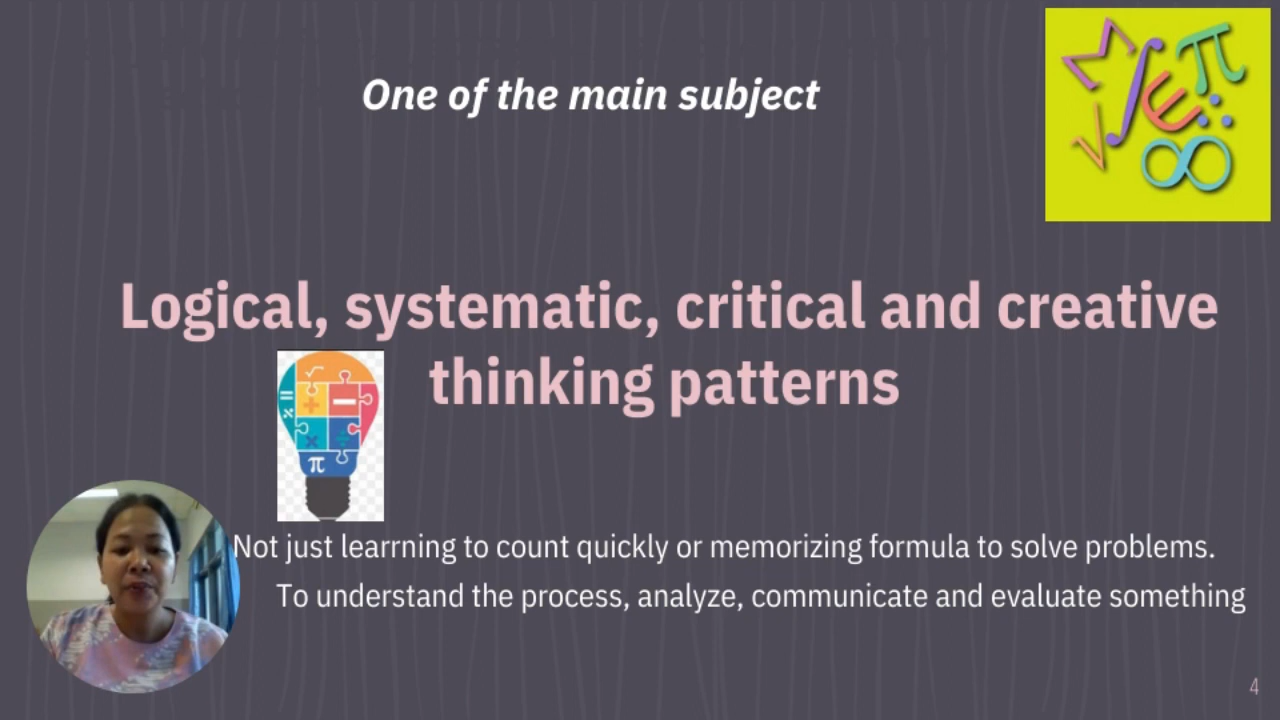 One of the main subject
Logical, systematic, critical and creative
thinking patterns
Not just learrning to count quickly or memorizing formula to solve problems.
To understand the process, analyze, communicate and evaluate something
4